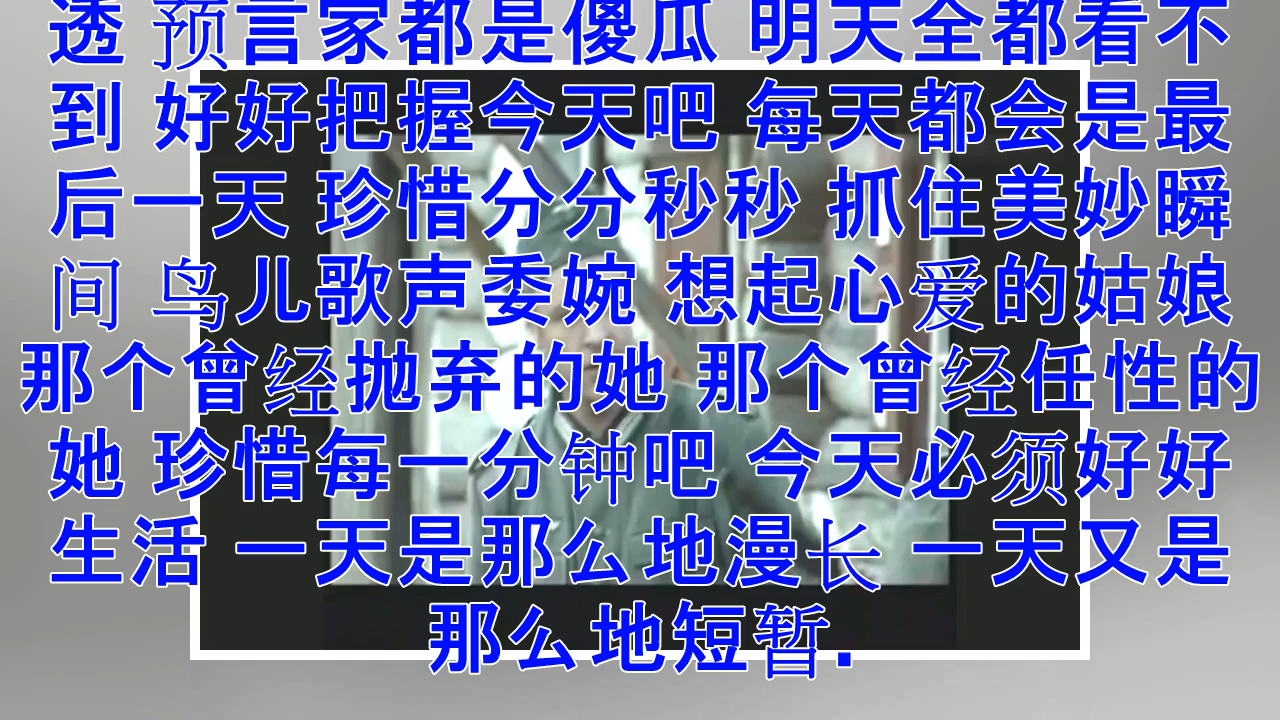 透 预言家都是傻瓜 明天全都看不
到 好好把握今天吧 每天都会是最
后一天 珍惜分分秒秒 抓住美妙瞬
间 鸟儿歌声委婉 想起心爱的姑娘
那个曾经抛弃的她 那个曾经任性的
她 珍惜每一分钟吧 今天必须好好
生活 一天是那么地漫长 一天又是
那么地短暂.